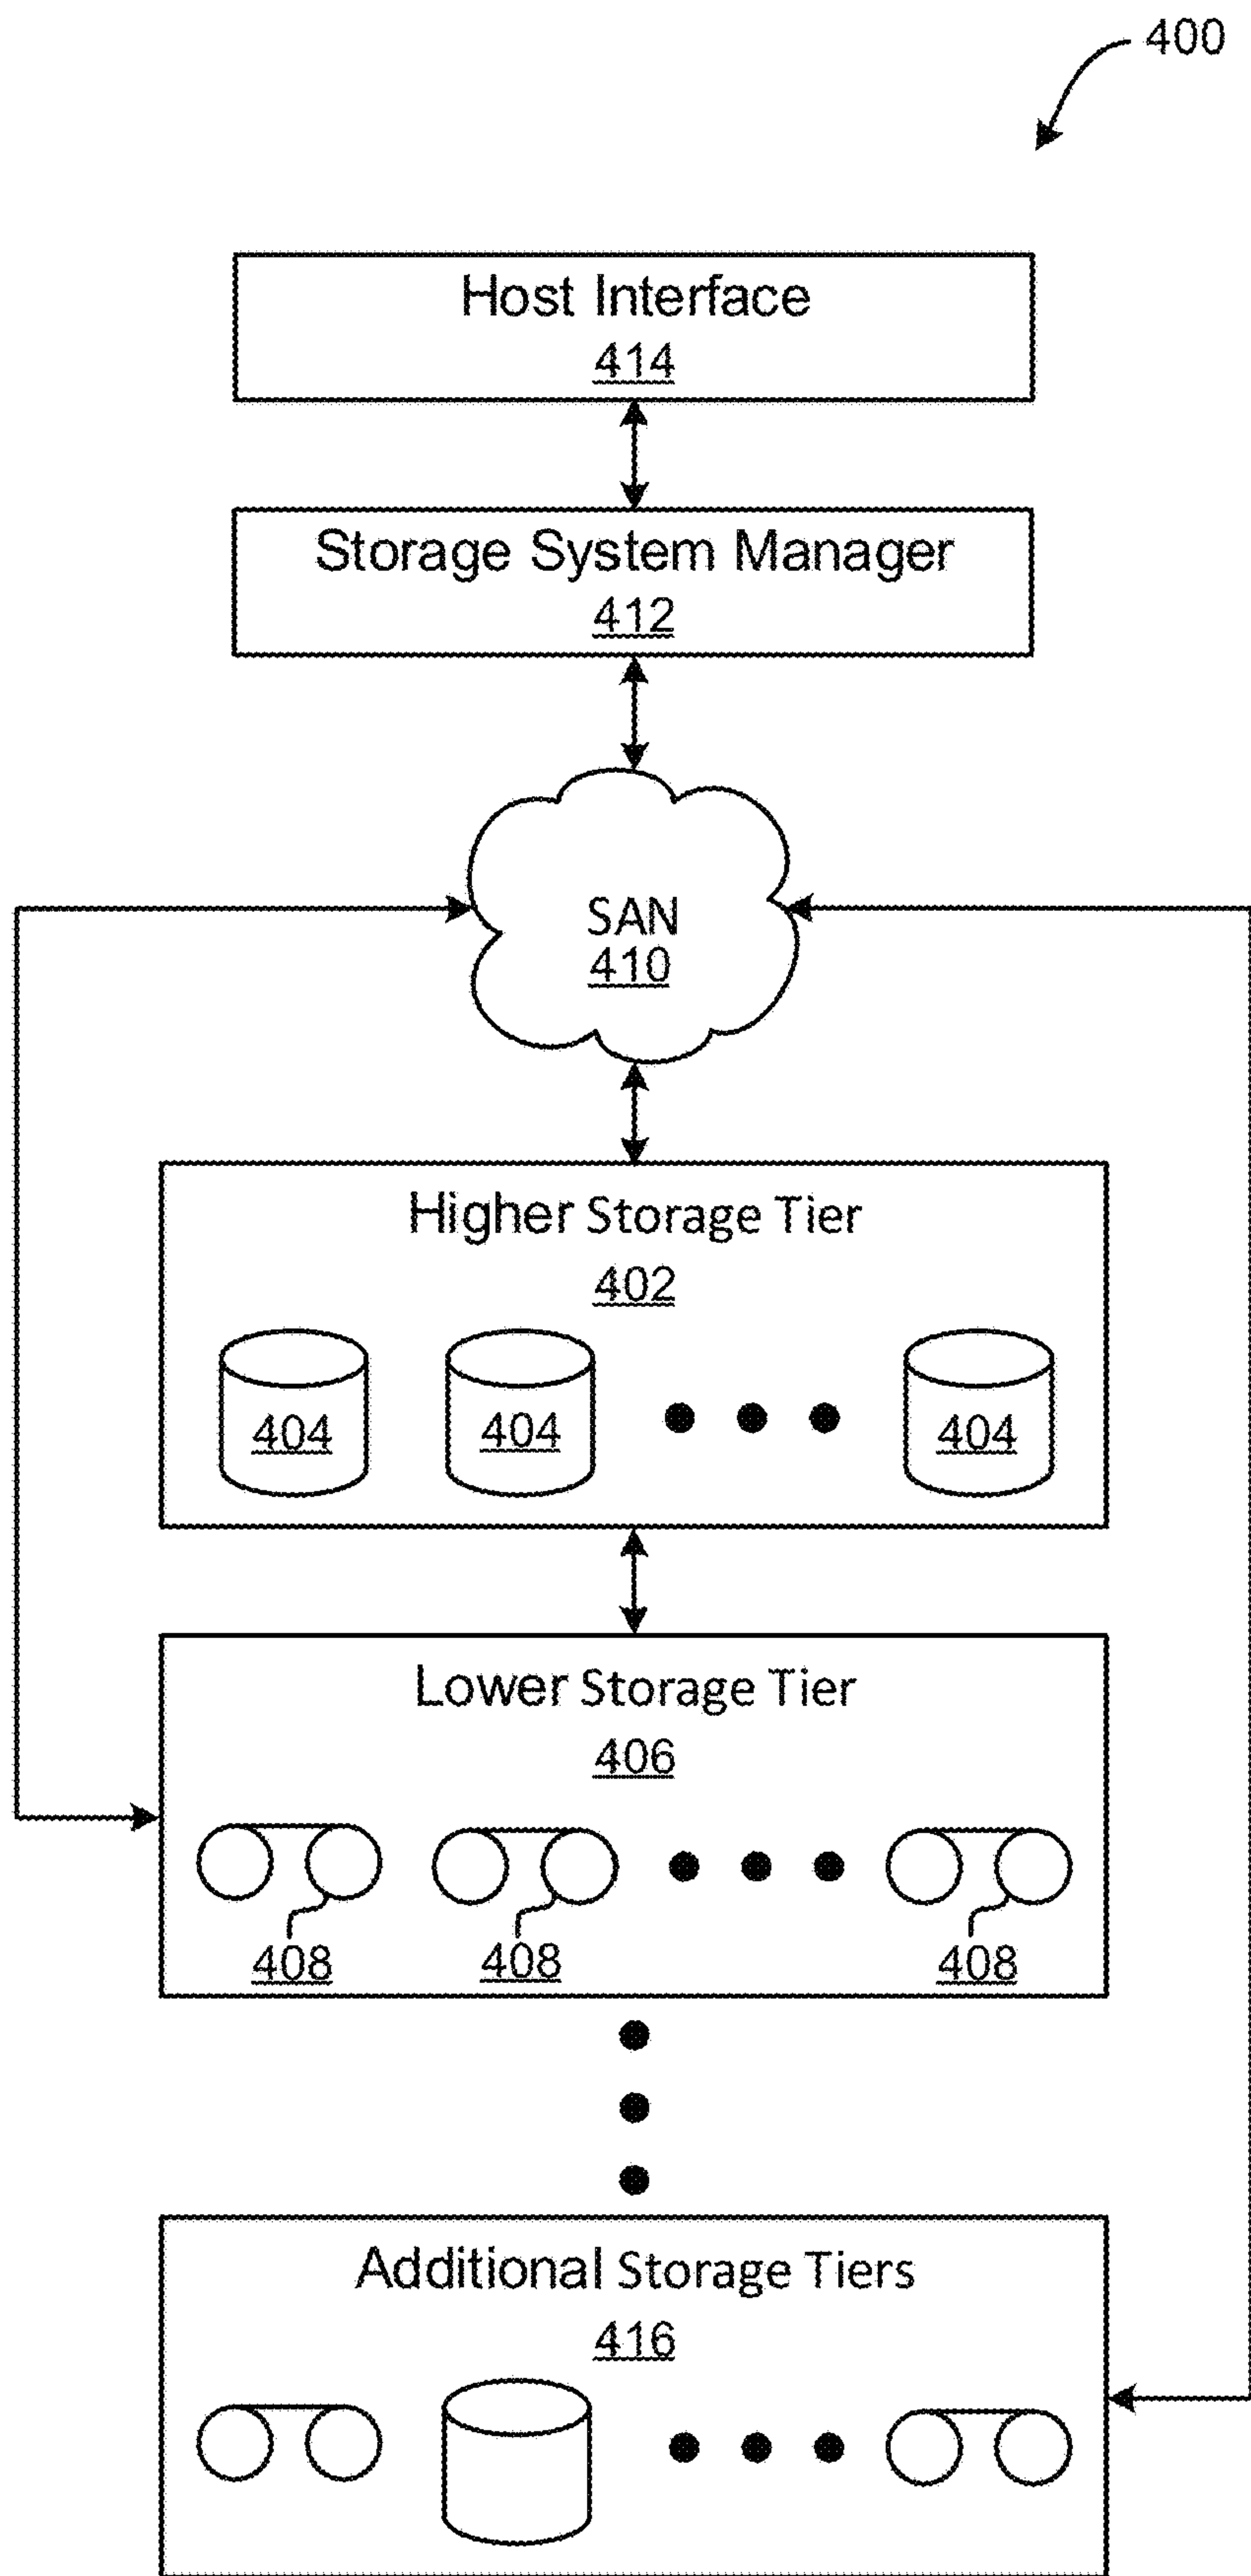 400
Host Interface
414
Storage System Manager
412
SAN
410
Higher Storage Tier
402
404 404 404
Lower Storage Tier
406
408 408 408
Additional Storage Tiers
416